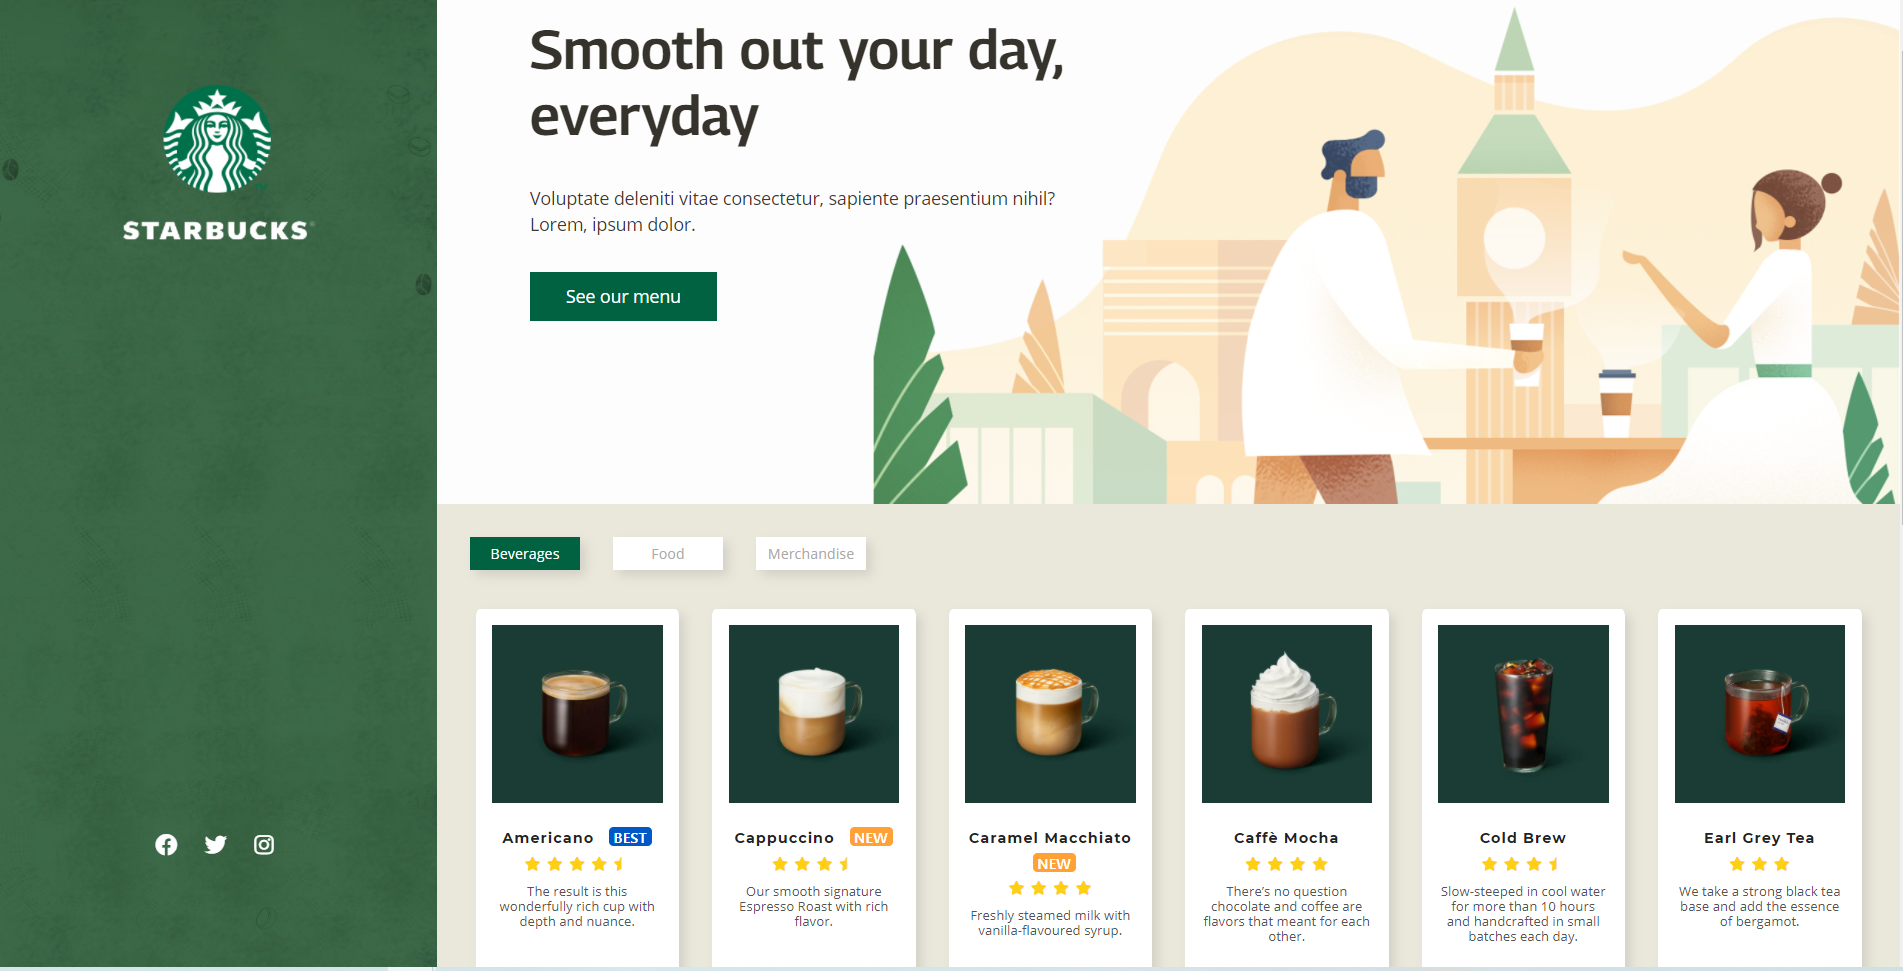 STARBUCKS
Smooth out your day,
everyday
Voluptate deleniti vitae consectetur, sapiente praesentium nihil?
Lorem, ipsum dolor.
See our menu
Beverages
Food
Merchandise
Americano BEST
The result is this
wonderfully rich cup with
depth and nuance.
Cappuccino NEW
Our smooth signature
Espresso Roast with rich
flavor.
Caramel Macchiato
NEW
Freshly steamed milk with
vanilla-flavoured syrup.
Caffè Mocha
There’s no question
chocolate and coffee are
flavors that meant for each
other.
Cold Brew
Slow-steeped in cool water
for more than 10 hours
and handcrafted in small
batches each day.
Earl Grey Tea
We take a strong black tea
base and add the essence
of bergamot.